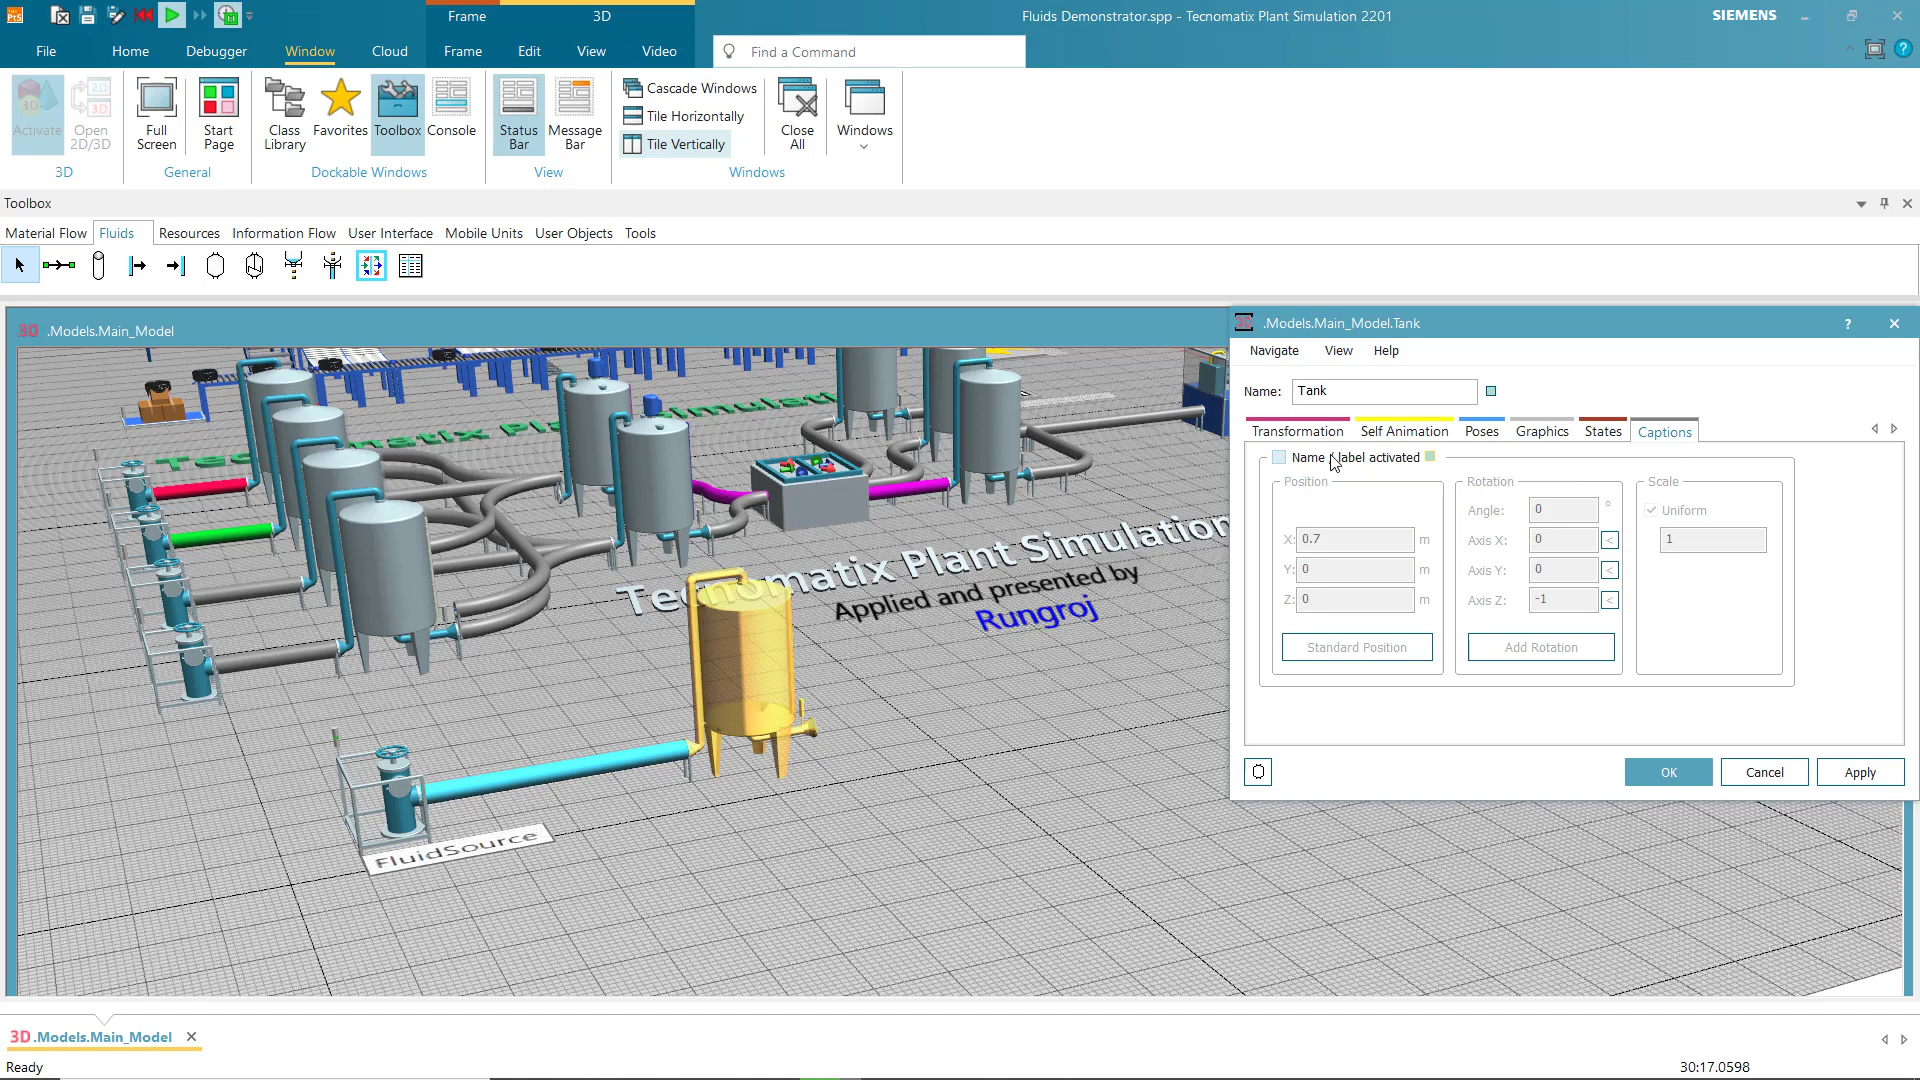 Frame
3D
Fluids Demonstrator.spp - Tecnomatix Plant Simulation 2201
SIEMENS
File
Home
Debugger
Window
Cloud
Frame
Edit
View
Video
Find a Command
Activate
Open 2D/3D
Full Screen
Start Page
Class Library
Favorites
Toolbox
Console
Status Bar
Message Bar
Cascade Windows
Tile Horizontally
Tile Vertically
Close All
Windows
3D
General
Dockable Windows
View
Windows
Toolbox
Material Flow
Fluids
Resources
Information Flow
User Interface
Mobile Units
User Objects
Tools
3D .Models.Main_Model
Tecnomatix Plant Simulation
Applied and presented by
Rungroj
FluidSource
.Models.Main_Model.Tank
Navigate
View
Help
Name:
Tank
Transformation
Self Animation
Poses
Graphics
States
Captions
Name label activated
Position
X: 0.7 m
Y: 0 m
Z: 0 m
Standard Position
Rotation
Angle: 0 °
Axis X: 0 <
Axis Y: 0 <
Axis Z: -1 <
Add Rotation
Scale
Uniform
1
OK
Cancel
Apply
3D .Models.Main_Model
Ready
30:17.0598